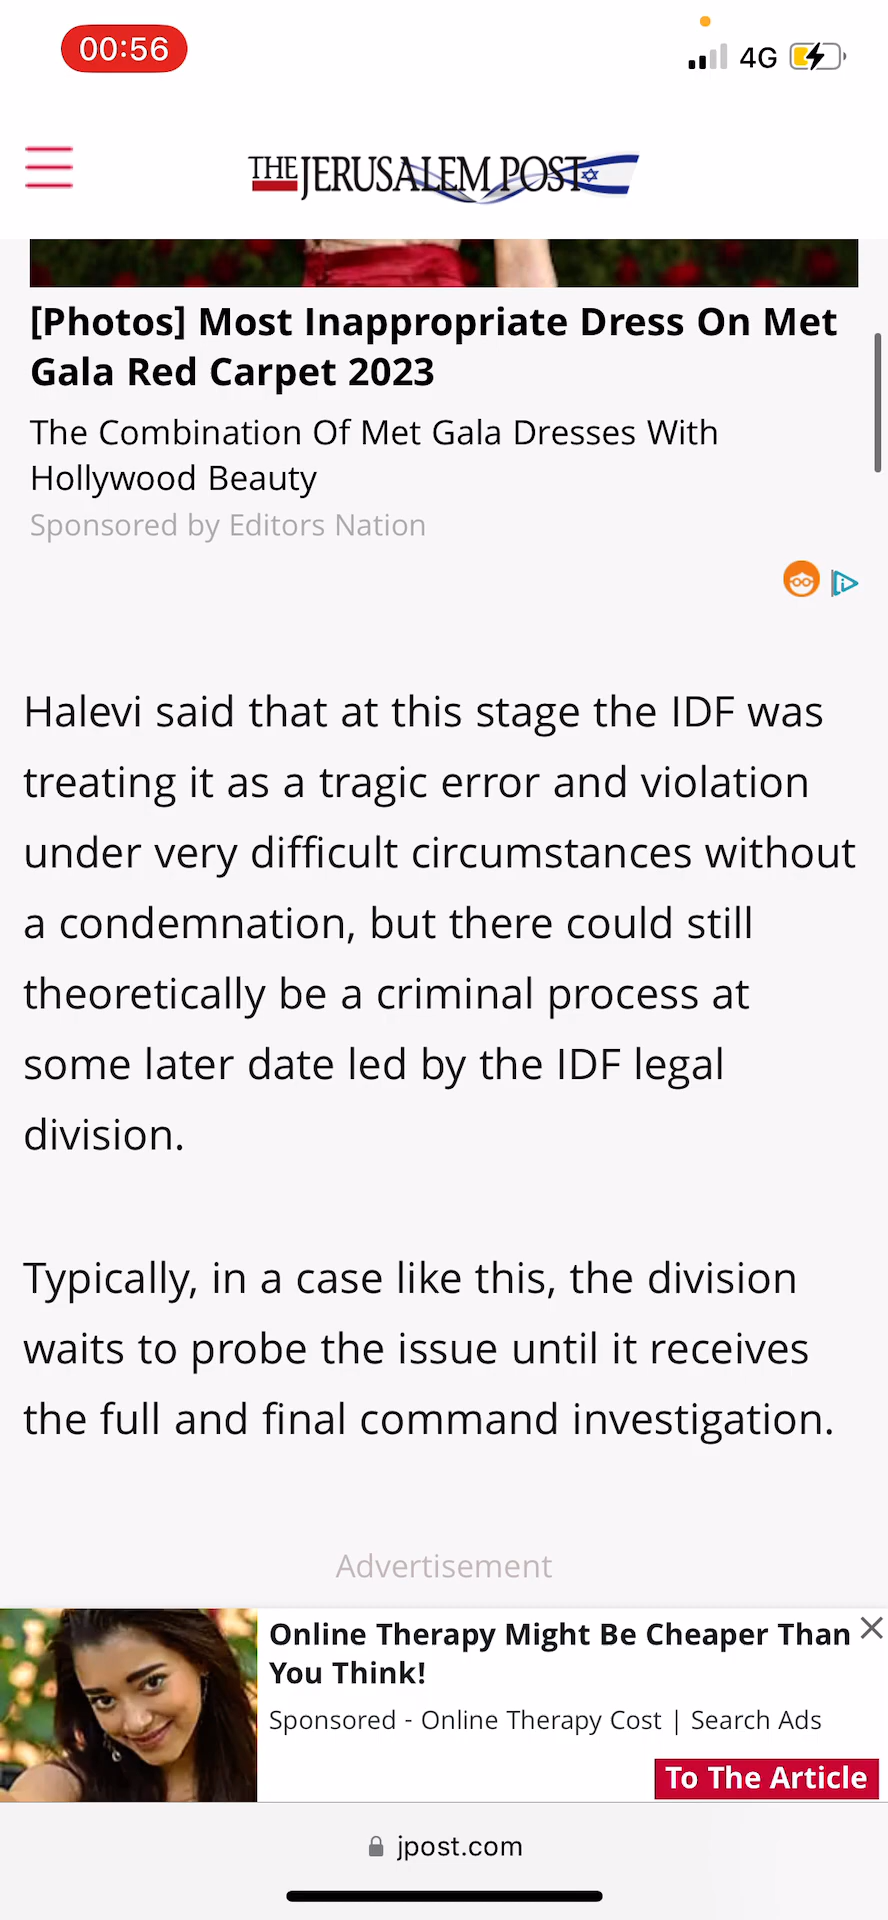 00:56
4G
THE JERUSALEM POST
[Photos] Most Inappropriate Dress On Met
Gala Red Carpet 2023
The Combination Of Met Gala Dresses With
Hollywood Beauty
Sponsored by Editors Nation
Halevi said that at this stage the IDF was
treating it as a tragic error and violation
under very difficult circumstances without
a condemnation, but there could still
theoretically be a criminal process at
some later date led by the IDF legal
division.
Typically, in a case like this, the division
waits to probe the issue until it receives
the full and final command investigation.
Advertisement
Online Therapy Might Be Cheaper Than
You Think!
Sponsored - Online Therapy Cost | Search Ads
To The Article
jpost.com